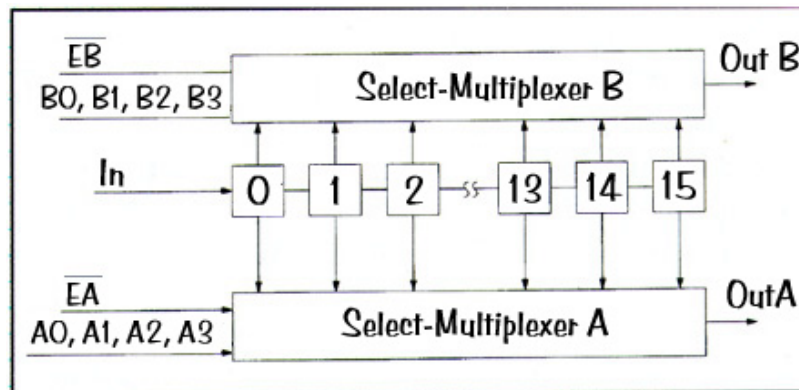 EB
Out B
Select-Multiplexer B
B0, B1, B2, B3
In
0 1 2 13 14 15
EA
OutA
Select-Multiplexer A
A0, A1, A2, A3